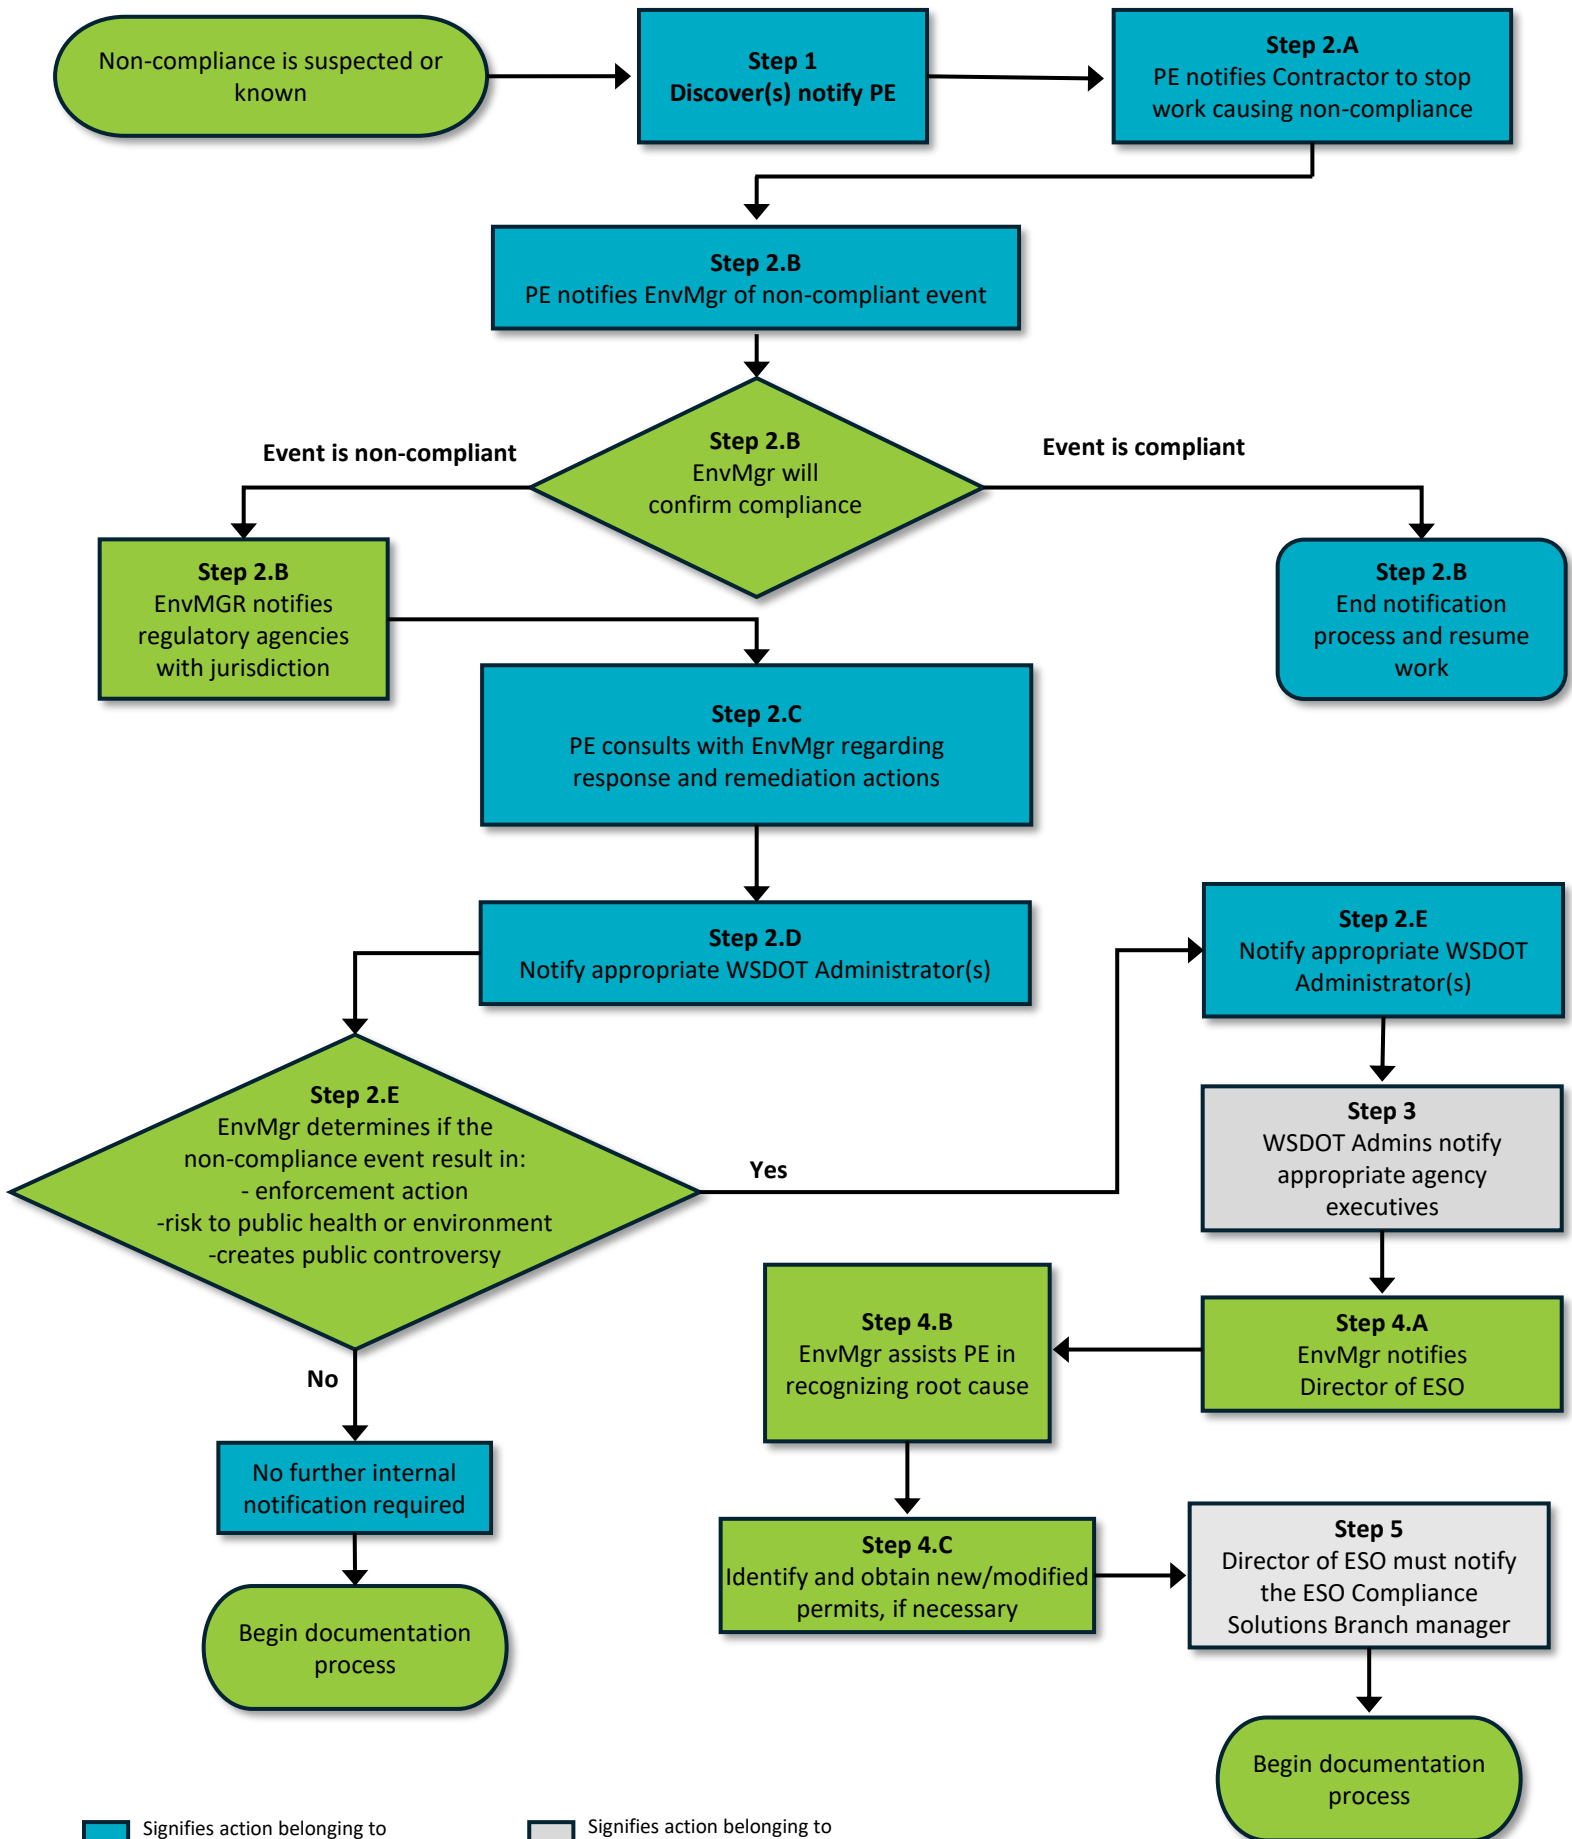 Non-compliance is suspected or
known
Step 1
Discover(s) notify PE
Step 2.A
PE notifies Contractor to stop
work causing non-compliance
Step 2.B
PE notifies EnvMgr of non-compliant event
Step 2.B
EnvMgr will
confirm compliance
Event is non-compliant
Event is compliant
Step 2.B
EnvMGR notifies
regulatory agencies
with jurisdiction
Step 2.B
End notification
process and resume
work
Step 2.C
PE consults with EnvMgr regarding
response and remediation actions
Step 2.D
Notify appropriate WSDOT Administrator(s)
Step 2.E
EnvMgr determines if the
non-compliance event result in:
- enforcement action
-risk to public health or environment
-creates public controversy
Yes
No
Step 2.E
Notify appropriate WSDOT
Administrator(s)
Step 3
WSDOT Admins notify
appropriate agency
executives
Step 4.A
EnvMgr notifies
Director of ESO
Step 4.B
EnvMgr assists PE in
recognizing root cause
No further internal
notification required
Begin documentation
process
Step 4.C
Identify and obtain new/modified
permits, if necessary
Step 5
Director of ESO must notify
the ESO Compliance
Solutions Branch manager
Begin documentation
process
Signifies action belonging to
Signifies action belonging to